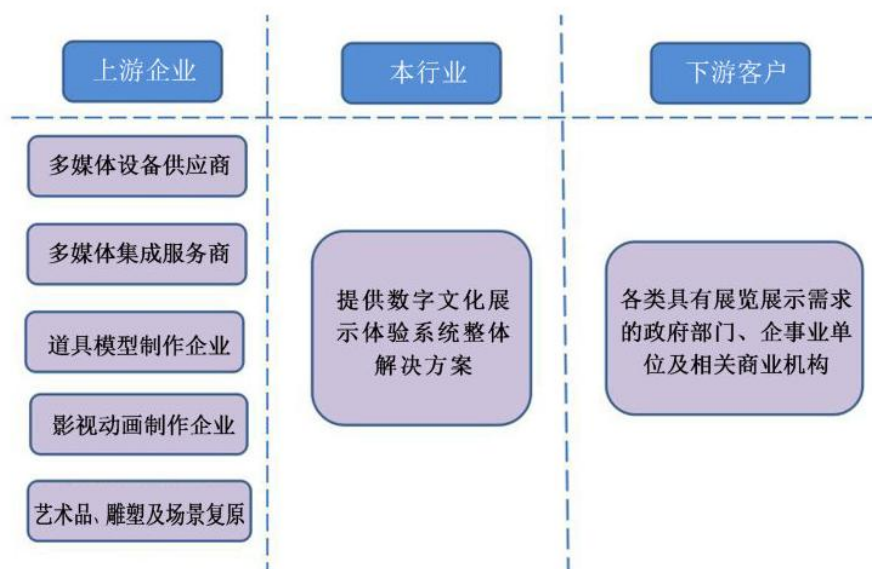 上游企业
本行业
下游客户
多媒体设备供应商
多媒体集成服务商
道具模型制作企业
影视动画制作企业
艺术品、雕塑及场景复原
提供数字文化展
示体验系统整体
解决方案
各类具有展览展示需求
的政府部门、企事业单
位及相关商业机构